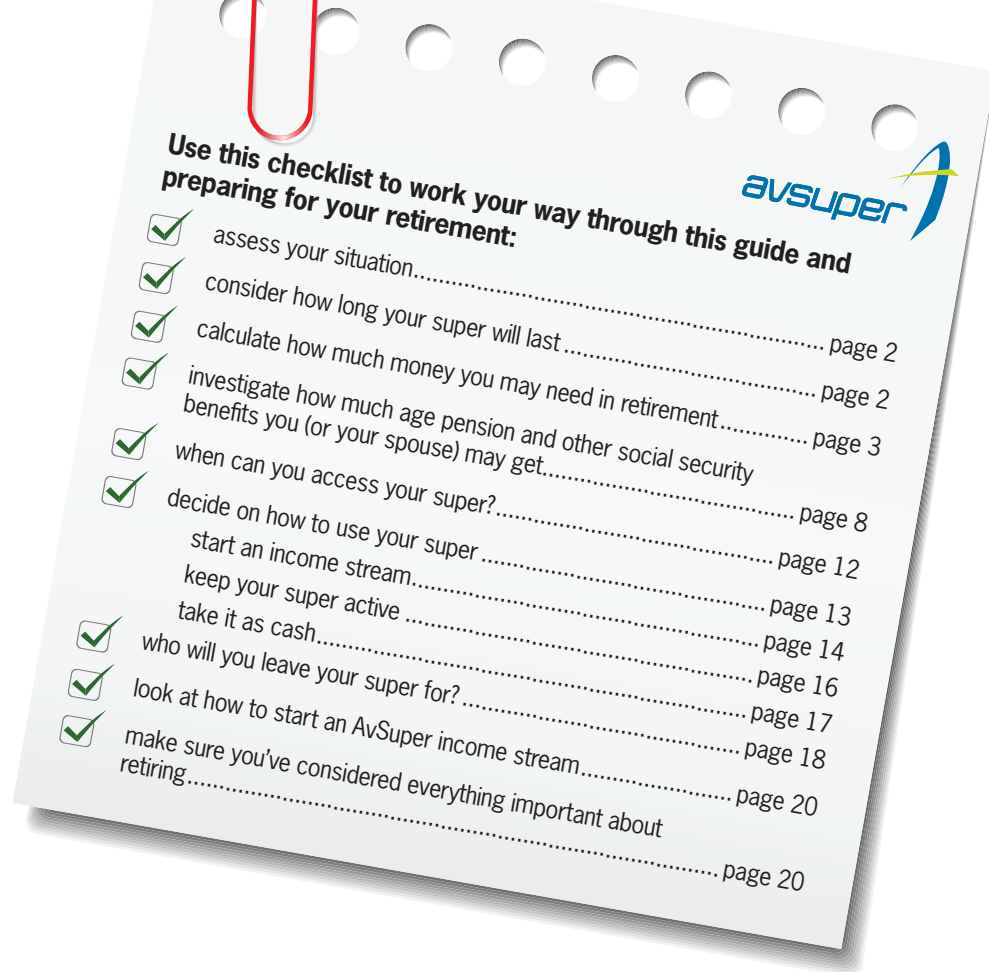 avsuper
Use this checklist to work your way through this guide and
preparing for your retirement:
assess your situation.......................................................................... page 2
consider how long your super will last............................................. page 2
calculate how much money you may need in retirement............... page 3
investigate how much age pension and other social security
benefits you (or your spouse) may get............................................. page 8
when can you access your super?.................................................. page 12
decide on how to use your super.................................................... page 13
start an income stream............................................................... page 14
keep your super active............................................................... page 16
take it as cash............................................................................. page 17
who will you leave your super for?.................................................. page 18
look at how to start an AvSuper income stream........................... page 20
make sure you've considered everything important about
retiring................................................................................................ page 20